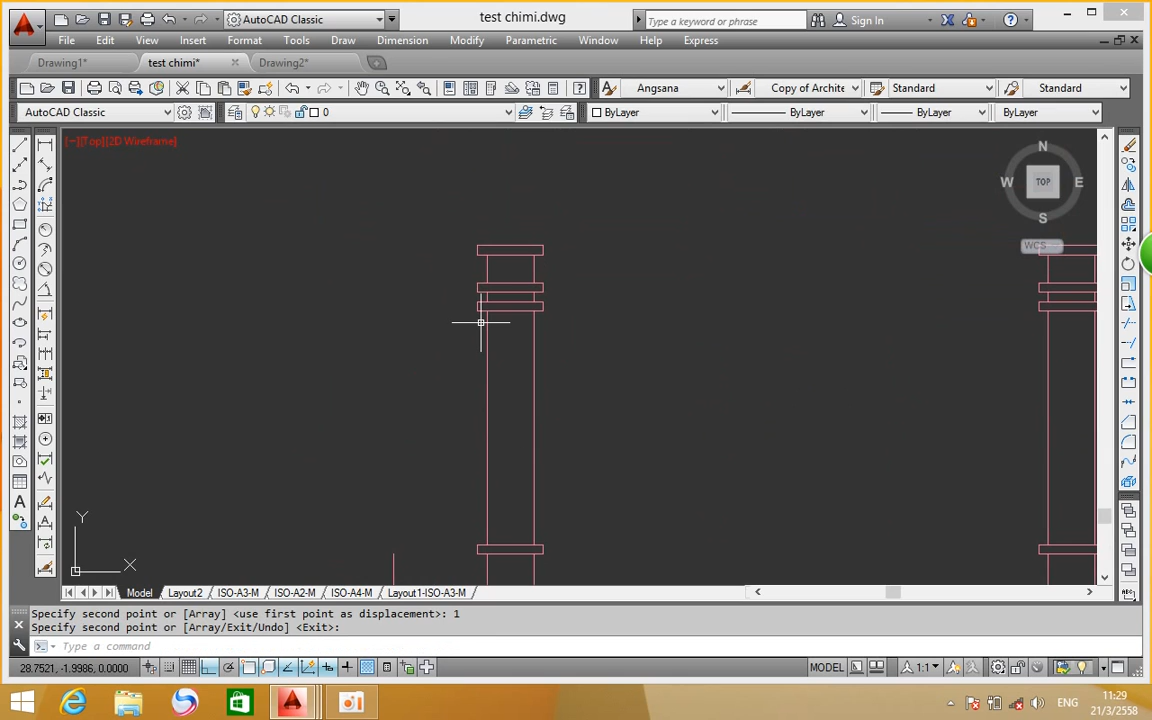 AutoCAD Classic
test chimi.dwg
Type a keyword or phrase
Sign In
File Edit View Insert Format Tools Draw Dimension Modify Parametric Window Help Express
Drawing1* test chimi* Drawing2*
Angsana Copy of Archite Standard Standard
AutoCAD Classic 0 ByLayer ByLayer ByLayer ByLayer
[−][Top][2D Wireframe]
N
W TOP E
S
WCS
Y
X
Model Layout2 ISO-A3-M ISO-A2-M ISO-A4-M Layout1-ISO-A3-M
Specify second point or [Array] <use first point as displacement>: 1
Specify second point or [Array/Exit/Undo] <Exit>:
Type a command
28.7521, -1.9986, 0.0000 MODEL 1:1
ENG
11:29
21/3/2558